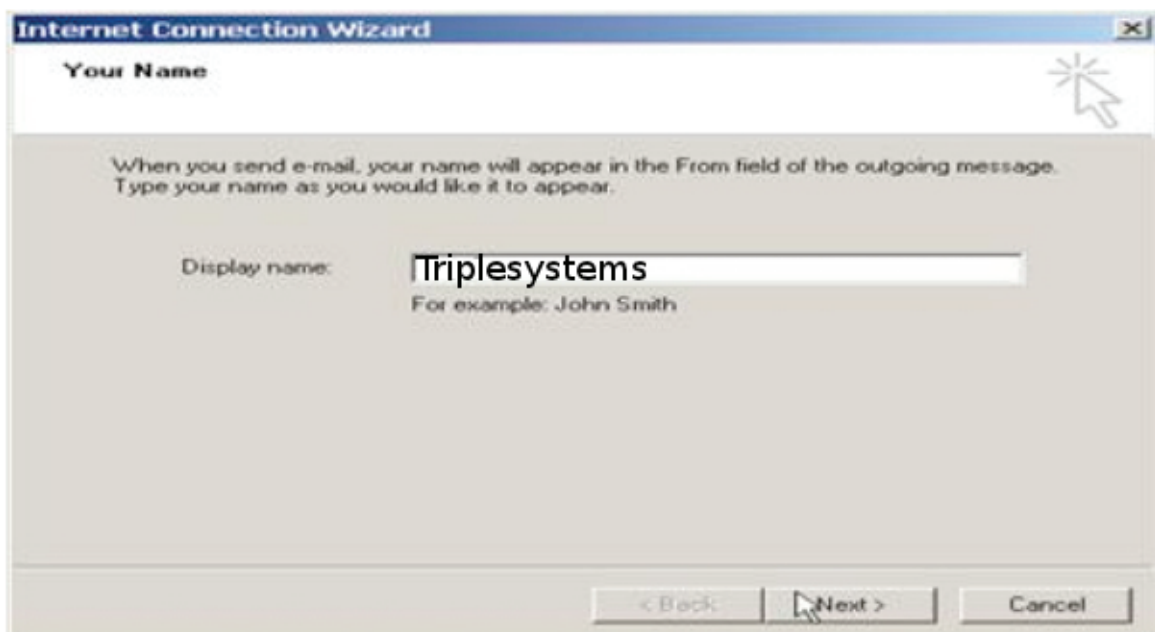 Internet Connection Wizard
Your Name
When you send e-mail, your name will appear in the From field of the outgoing message.
Type your name as you would like it to appear.
Display name: Triplesystems
For example: John Smith
< Back Next > Cancel